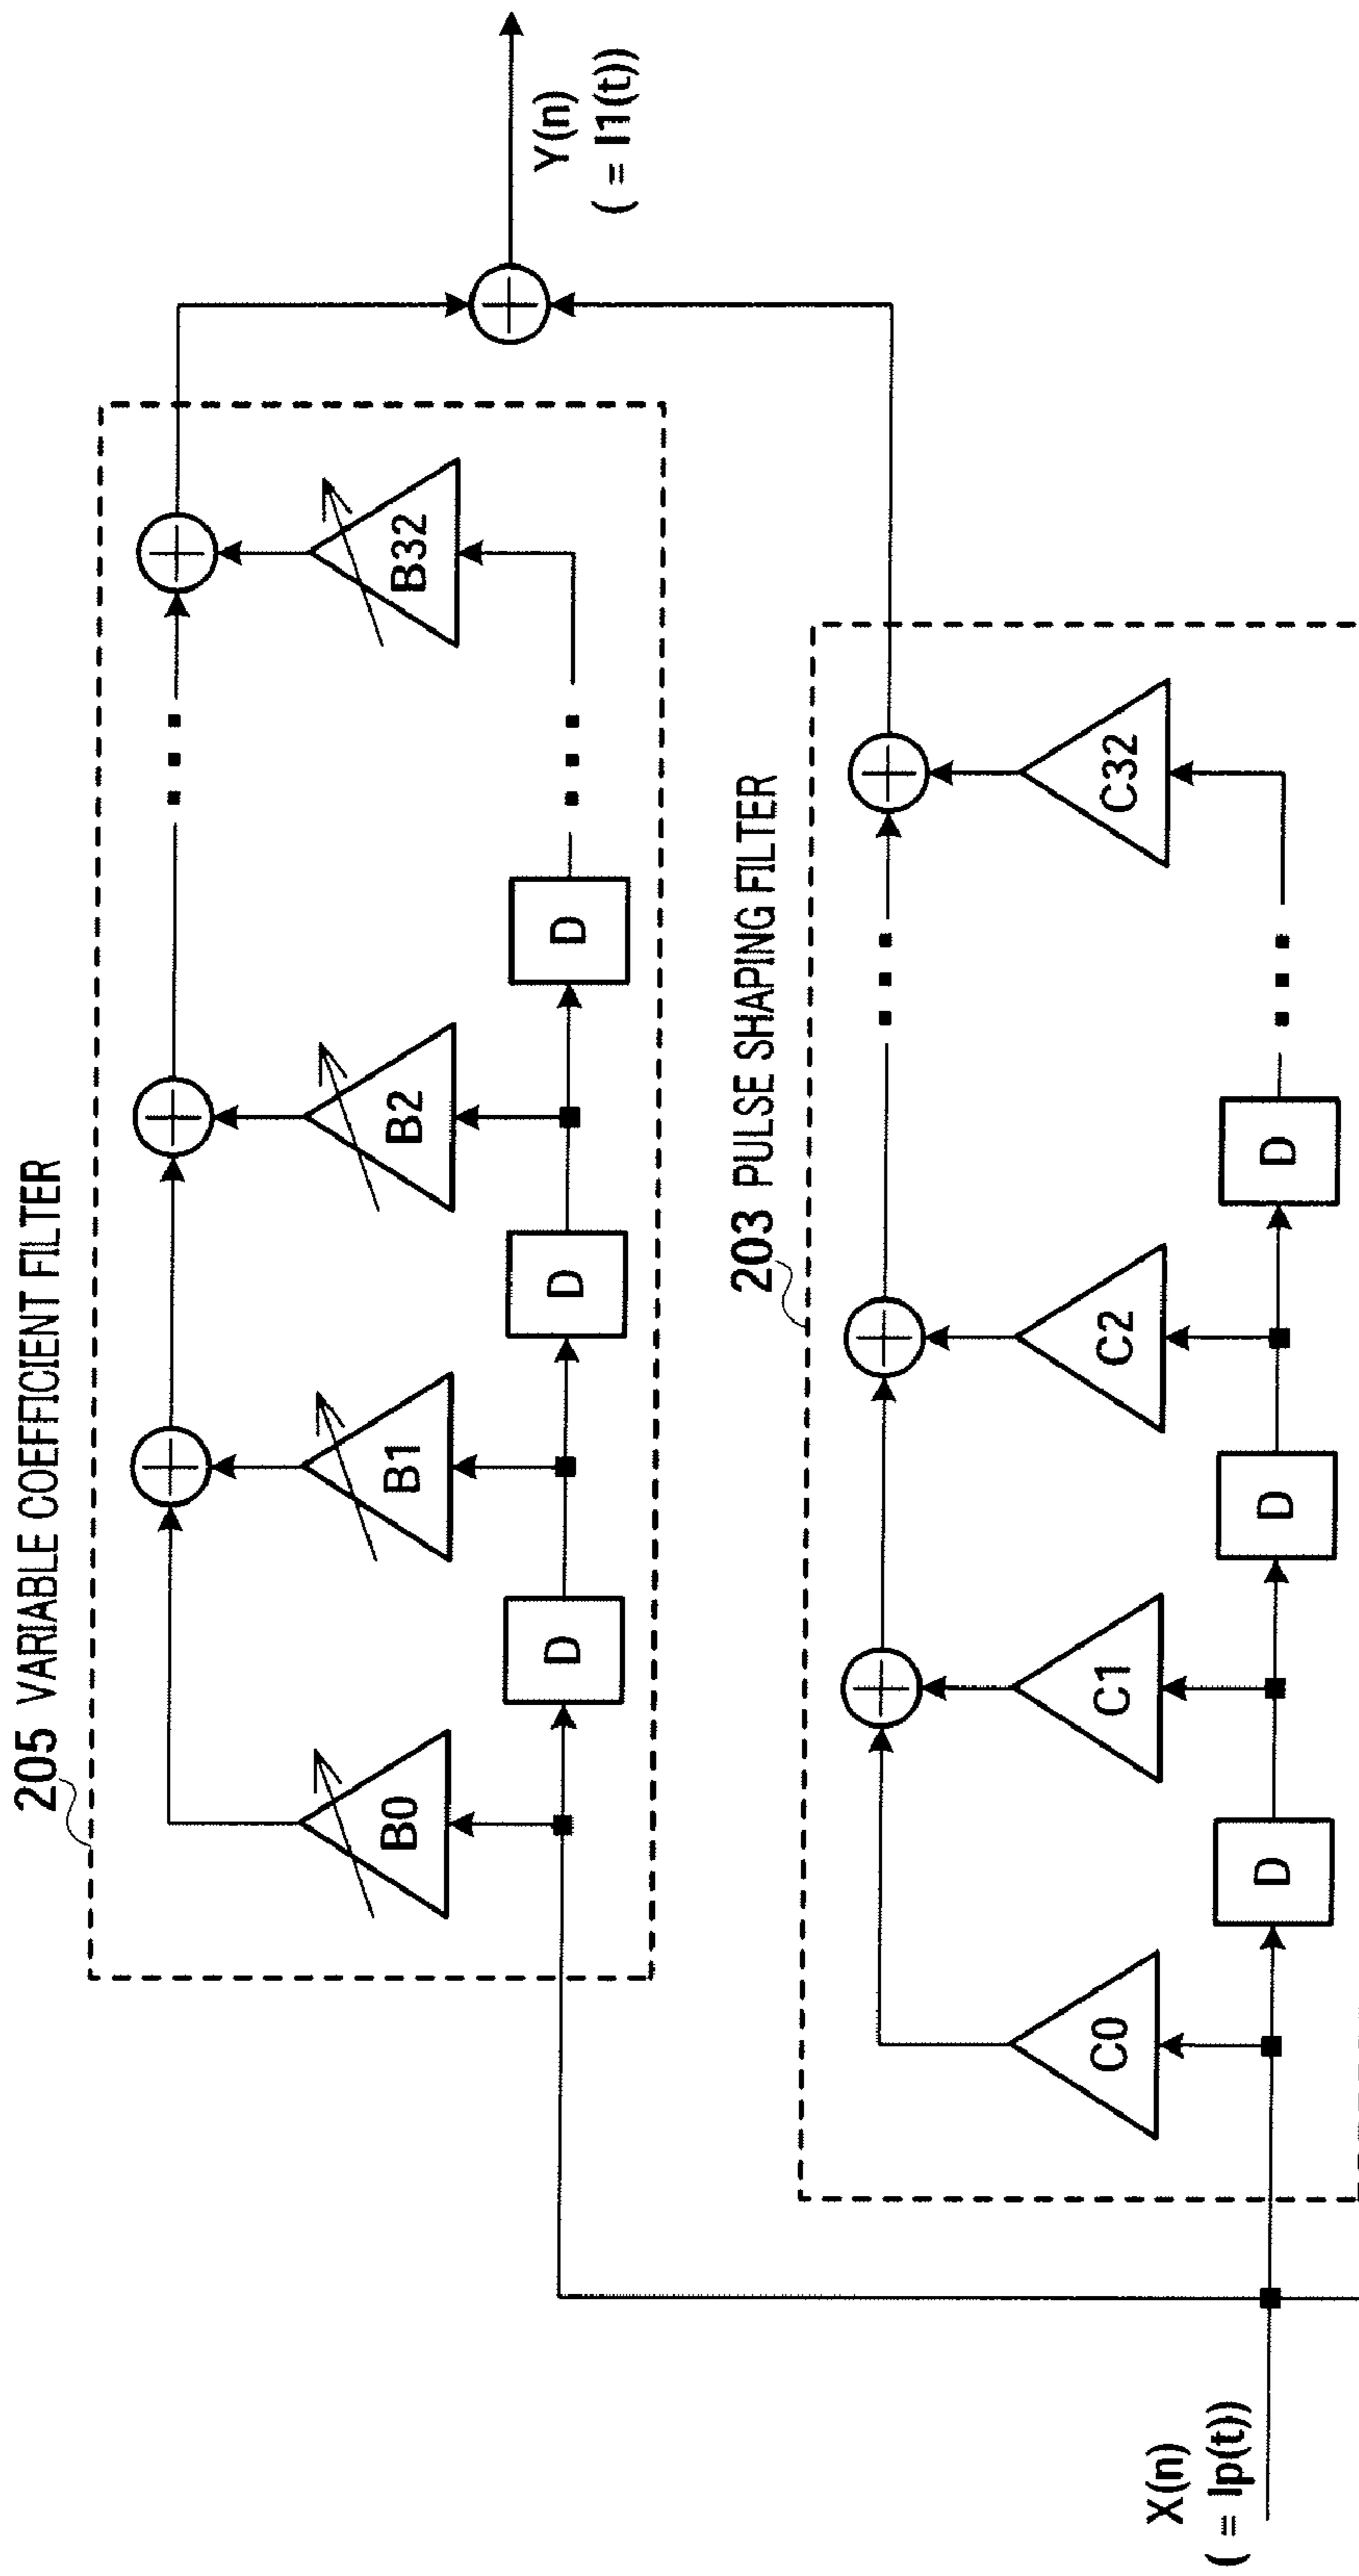 205 VARIABLE COEFFICIENT FILTER
B0
B1
B2
B32
D
D
D
Y(n)
( = I1(t))
203 PULSE SHAPING FILTER
C0
C1
C2
C32
D
D
D
X(n)
( = Ip(t))